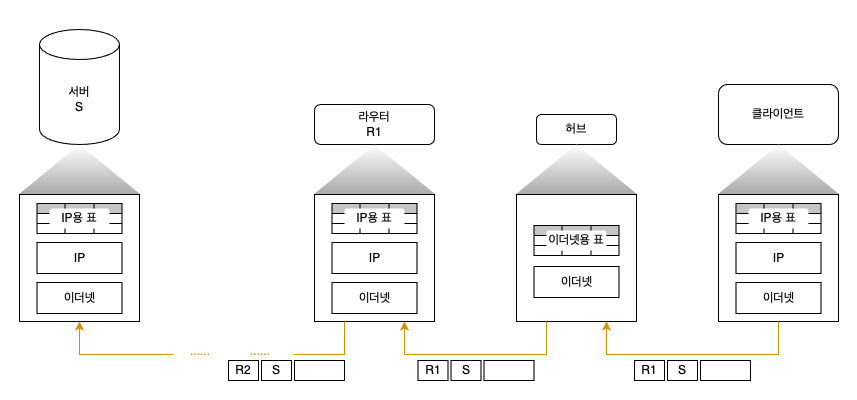 서버
S
라우터
R1
허브
클라이언트
IP용 표
IP
이더넷
IP용 표
IP
이더넷
이더넷용 표
이더넷
IP용 표
IP
이더넷
...... ......
R2 S
R1 S
R1 S